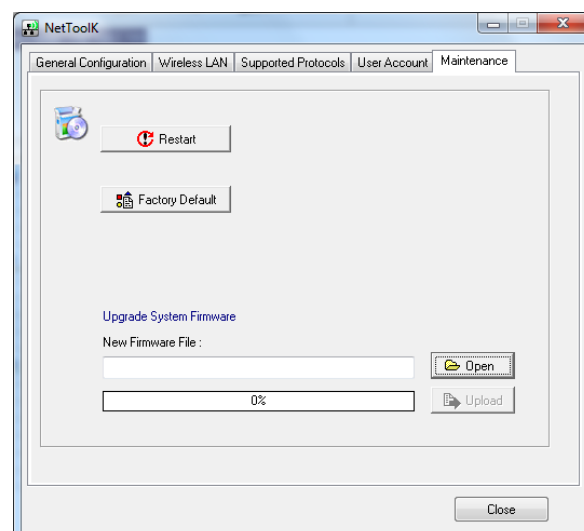 NetToolK
General Configuration Wireless LAN Supported Protocols User Account Maintenance
Restart
Factory Default
Upgrade System Firmware
New Firmware File :
Open
0%
Upload
Close